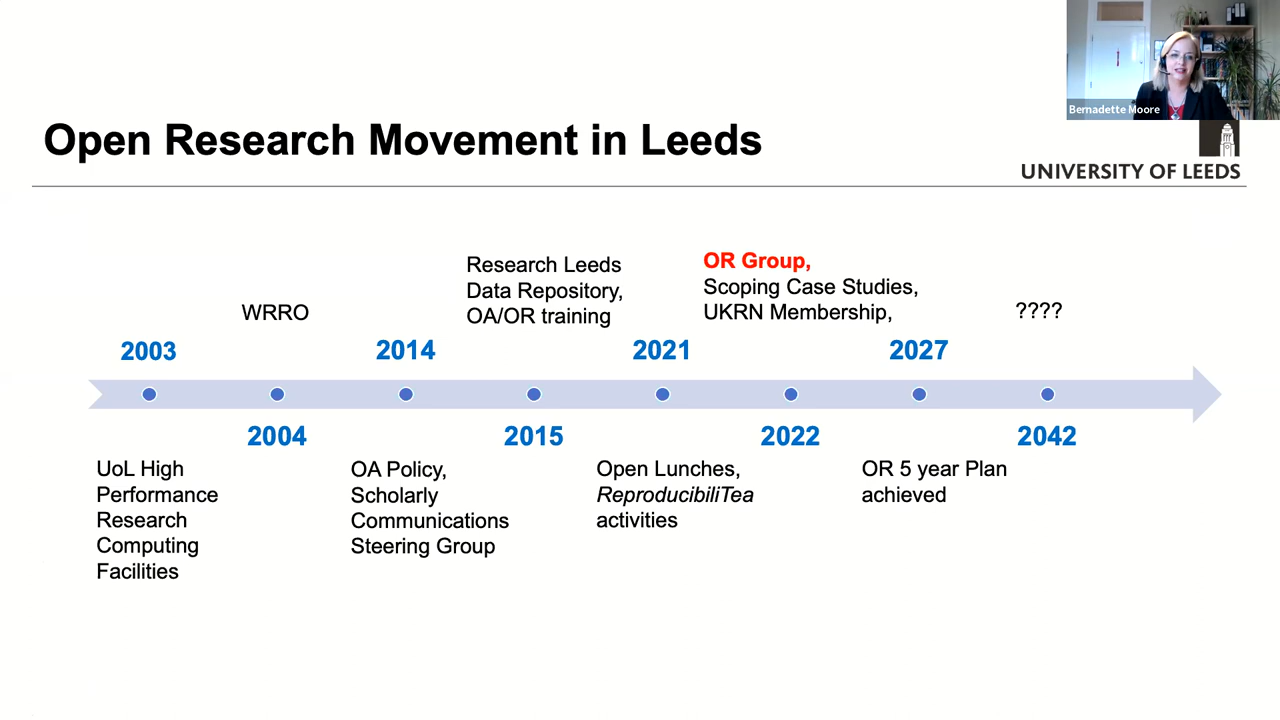 Bernadette Moore
Open Research Movement in Leeds
UNIVERSITY OF LEEDS
2003
UoL High
Performance
Research
Computing
Facilities
WRRO
2004
2014
OA Policy,
Scholarly
Communications
Steering Group
Research Leeds
Data Repository,
OA/OR training
2015
2021
Open Lunches,
ReproducibiliTea
activities
OR Group,
Scoping Case Studies,
UKRN Membership,
2022
2027
OR 5 year Plan
achieved
????
2042